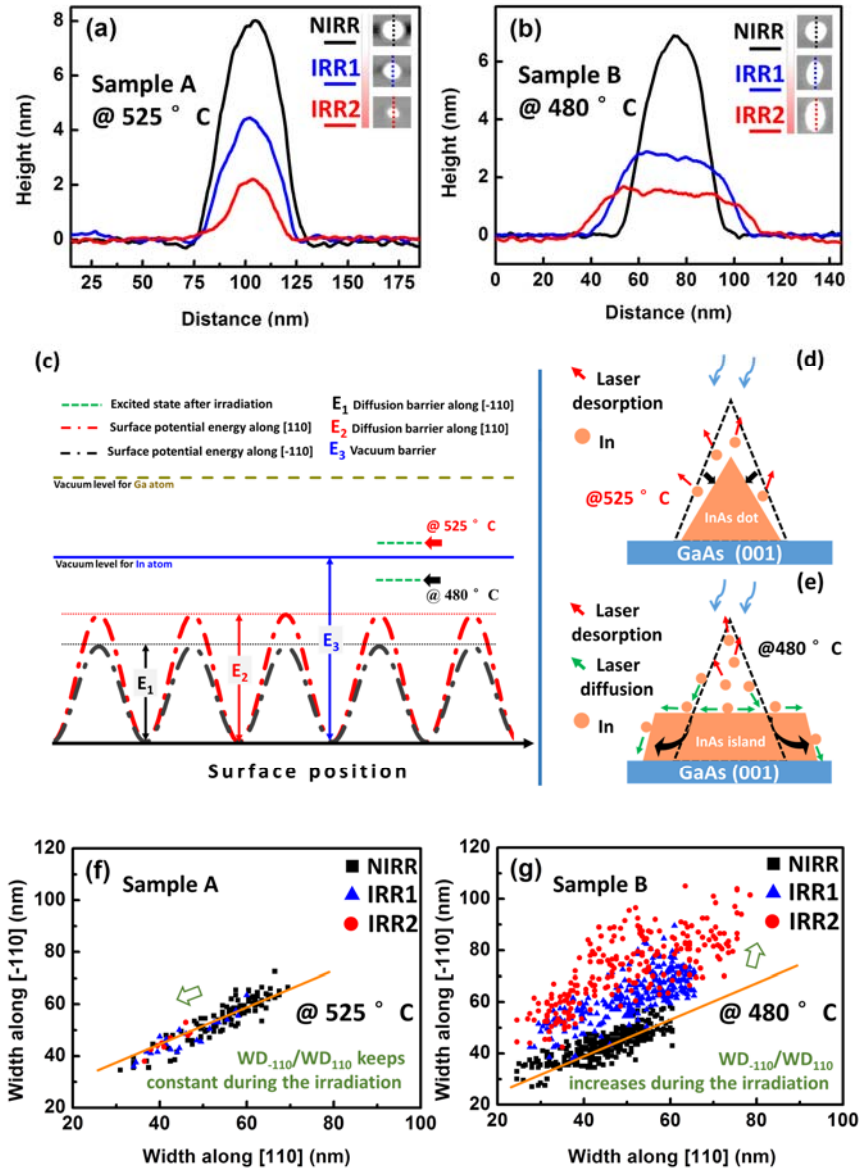 (a)
NIRR
IRR1
IRR2
Sample A
@ 525 ° C
Height (nm)
8
6
4
2
0
25
50
75
100
125
150
175
Distance (nm)
(b)
NIRR
IRR1
IRR2
Sample B
@ 480 ° C
Height (nm)
8
6
4
2
0
0
20
40
60
80
100
120
140
Distance (nm)
(c)
Excited state after irradiation
Surface potential energy along [110]
Surface potential energy along [-110]
E1 Diffusion barrier along [-110]
E2 Diffusion barrier along [110]
E3 Vacuum barrier
Vacuum level for Ga atom
@ 525 ° C
Vacuum level for In atom
@ 480 ° C
E1
E2
E3
Surface position
(d)
Laser
desorption
In
@525 ° C
InAs dot
GaAs (001)
(e)
Laser
desorption
@480 ° C
Laser
diffusion
In
InAs island
GaAs (001)
(f)
Sample A
NIRR
IRR1
IRR2
@ 525 ° C
WD-110/WD110 keeps
constant during the irradiation
Width along [-110] (nm)
120
100
80
60
40
20
20
40
60
80
100
Width along [110] (nm)
(g)
Sample B
NIRR
IRR1
IRR2
@ 480 ° C
WD-110/WD110
increases during the irradiation
Width along [-110] (nm)
120
100
80
60
40
20
20
40
60
80
100
Width along [110] (nm)